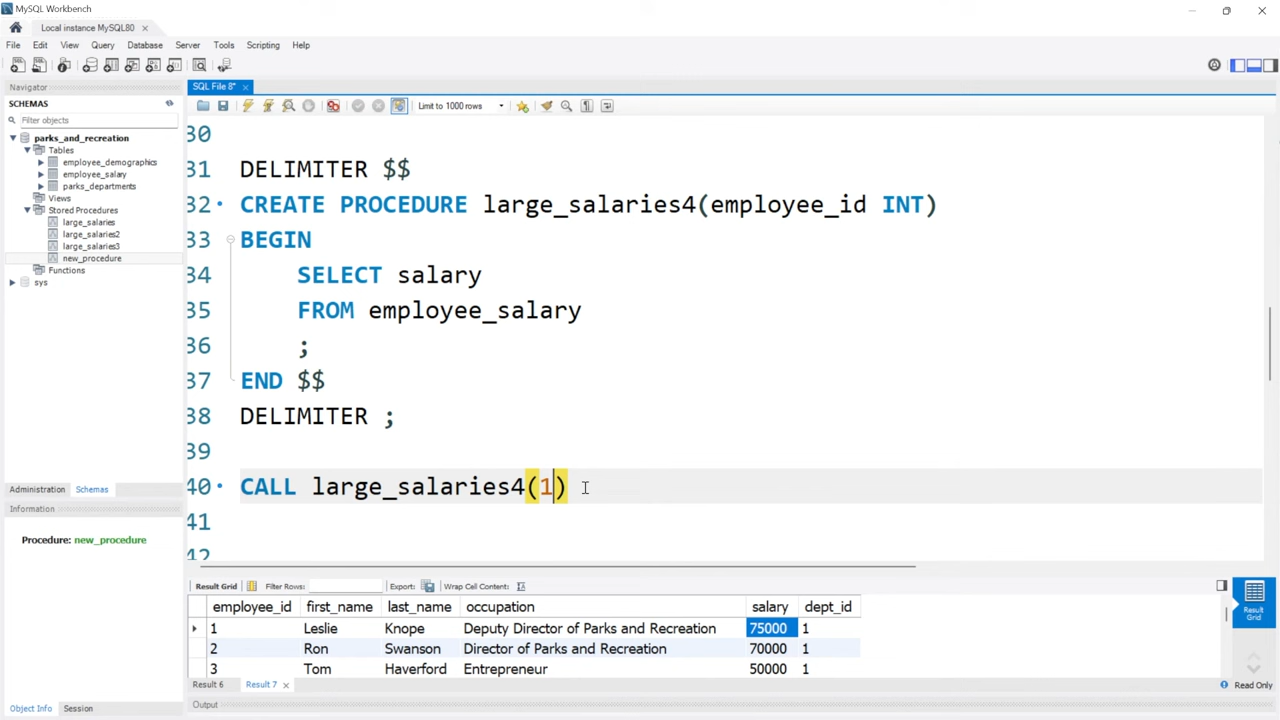 MySQL Workbench
Local instance MySQL80
File Edit View Query Database Server Tools Scripting Help
Navigator
SCHEMAS
Filter objects
parks_and_recreation
Tables
employee_demographics
employee_salary
parks_departments
Views
Stored Procedures
large_salaries
large_salaries2
large_salaries3
new_procedure
Functions
sys
Administration Schemas
Information
Procedure: new_procedure
Object Info Session
SQL File 8*
Limit to 1000 rows
30
31 DELIMITER $$
32 CREATE PROCEDURE large_salaries4(employee_id INT)
33 BEGIN
34 SELECT salary
35 FROM employee_salary
36 ;
37 END $$
38 DELIMITER ;
39
40 CALL large_salaries4(1)
41
42
Result Grid Filter Rows: Export: Wrap Cell Content:
employee_id first_name last_name occupation salary dept_id
1 Leslie Knope Deputy Director of Parks and Recreation 75000 1
2 Ron Swanson Director of Parks and Recreation 70000 1
3 Tom Haverford Entrepreneur 50000 1
Result 6 Result 7
Output
Result Grid
Read Only